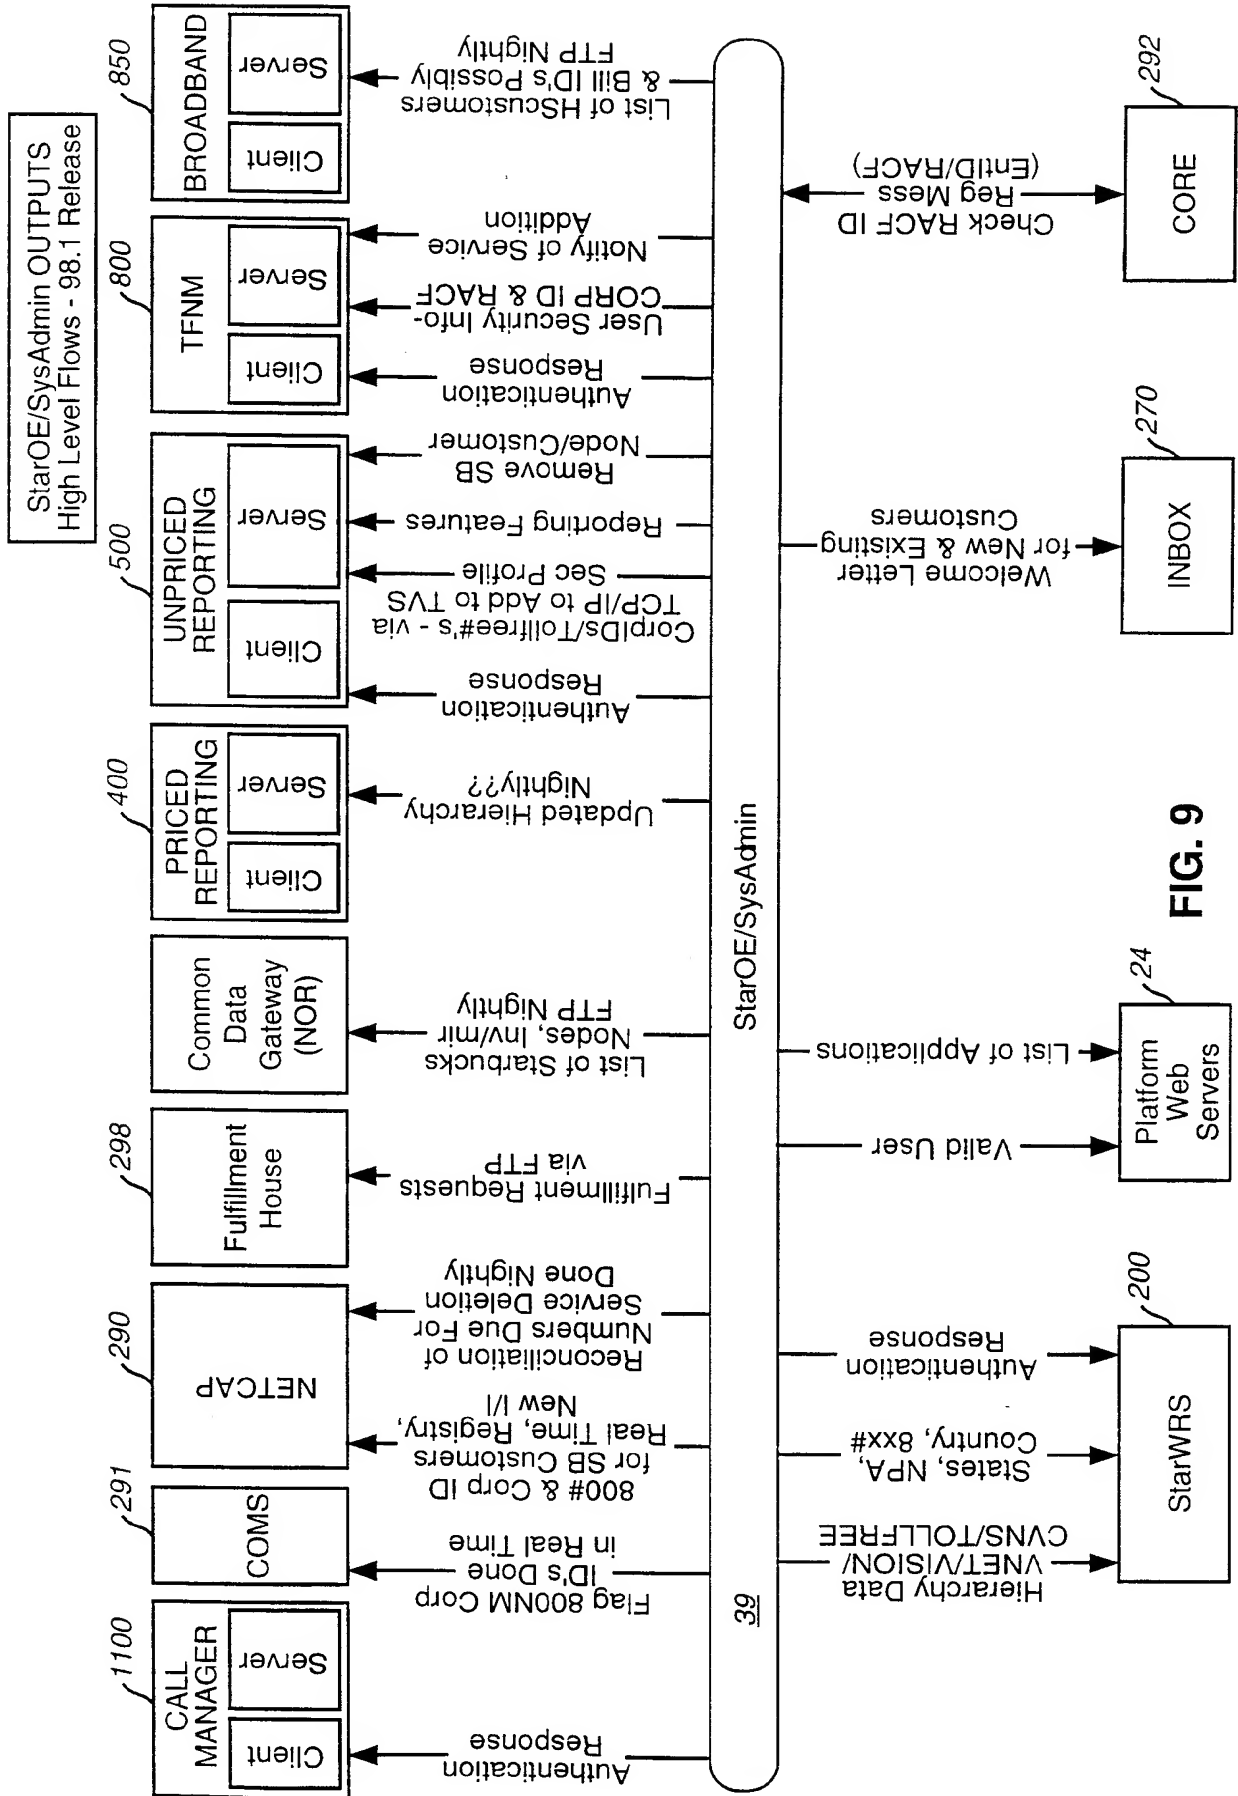 StarOE/SysAdmin OUTPUTS
High Level Flows - 98.1 Release
1100
CALL
MANAGER
Client
Server
291
COMS
290
NETCAP
298
Fulfillment
House
Common
Data
Gateway
(NOR)
400
PRICED
REPORTING
Client
Server
500
UNPRICED
REPORTING
Client
Server
800
TFNM
Client
Server
850
BROADBAND
Client
Server
Authentication
Response
Flag 800NM Corp
ID's Done
in Real Time
800# & Corp ID
for SB Customers
Real Time, Registry,
New I/I
Reconciliation of
Numbers Due For
Service Deletion
Done Nightly
Fulfillment Requests
via FTP
List of Starbucks
Nodes, Inv/mir
FTP Nightly
Updated Hierarchy
Nightly??
Authentication
Response
CorpIDs/Tollfree#'s - via
TCP/IP to Add to TVS
Sec Profile
Reporting Features
Remove SB
Node/Customer
Authentication
Response
User Security Info-
CORP ID & RACF
Notify of Service
Addition
List of HScustomers
& Bill ID's Possibly
FTP Nightly
39
StarOE/SysAdmin
Hierarchy Data
VNET/VISION/
CVNS/TOLLFREE
States, NPA,
Country, 8xx#
Authentication
Response
Valid User
List of Applications
Welcome Letter
for New & Existing
Customers
Check RACF ID
Reg Mess
(EntID/RACF)
200
StarWRS
24
Platform
Web
Servers
270
INBOX
292
CORE
FIG. 9